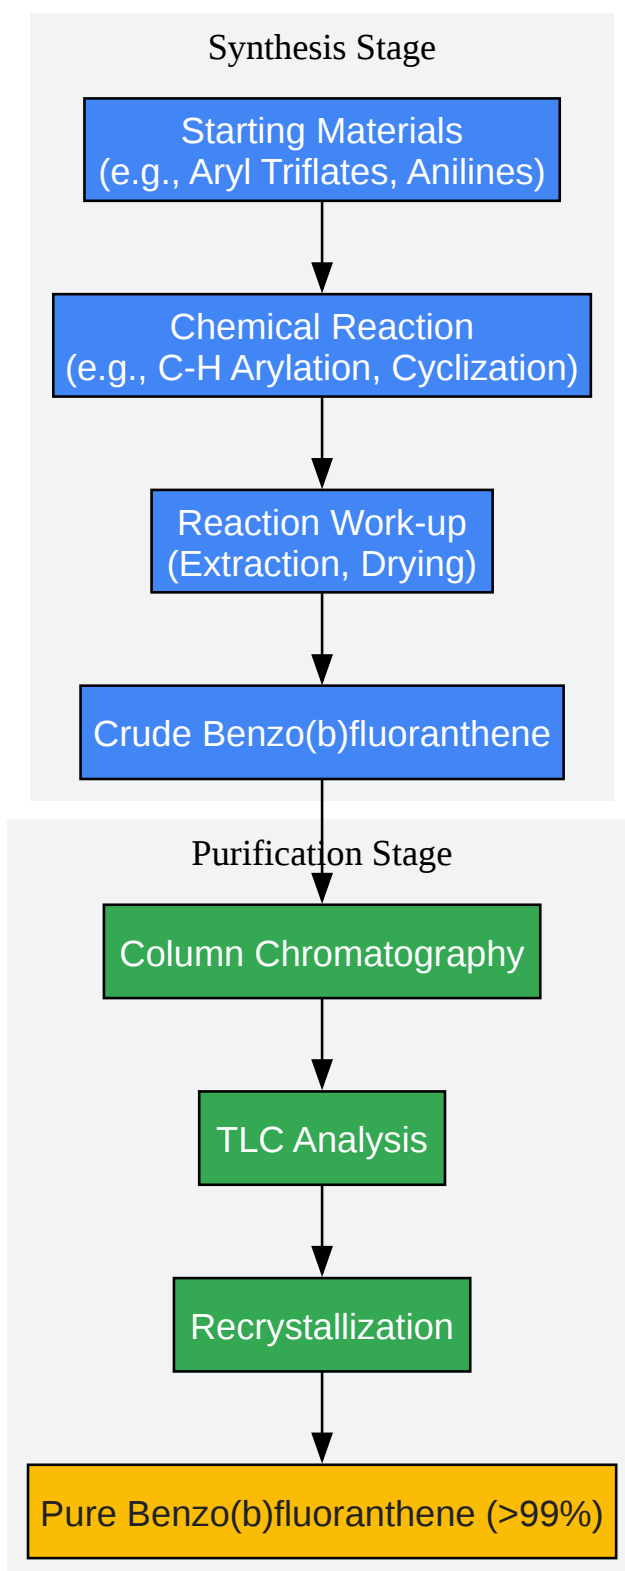 Synthesis Stage
Starting Materials
(e.g., Aryl Triflates, Anilines)
Chemical Reaction
(e.g., C-H Arylation, Cyclization)
Reaction Work-up
(Extraction, Drying)
Crude Benzo(b)fluoranthene
Purification Stage
Column Chromatography
TLC Analysis
Recrystallization
Pure Benzo(b)fluoranthene (>99%)